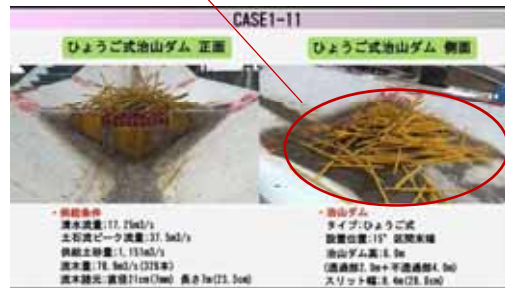 CASE1-11
ひょうご式治山ダム 正面
ひょうご式治山ダム 側面
・供給条件
清水流量:17.25m3/s
土石流ピーク流量:37.5m3/s
供給土砂量:1,151m3/s
流木量:78.9m3/s(325本)
流木諸元:直径21cm(7mm) 長さ7m(23.3cm)
・治山ダム
タイプ:ひょうご式
設置位置:15° 区間末端
治山ダム高:6.0m
(透過部2.0m+不透過部4.0m)
スリット幅:8.4m(28.0cm)